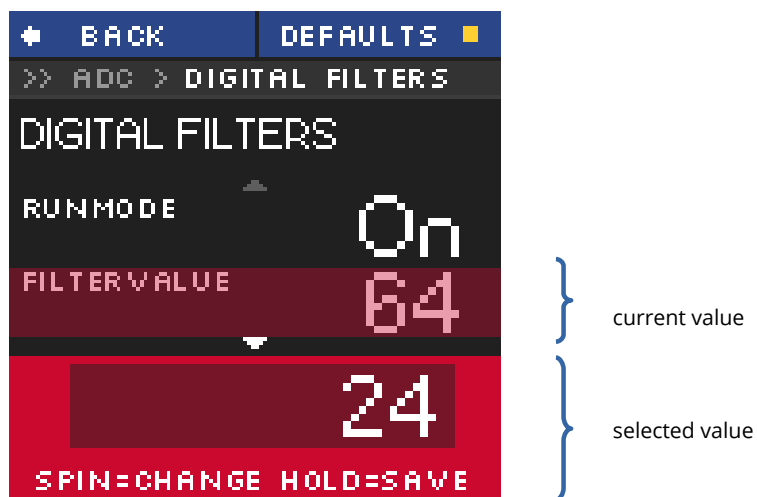 BACK DEFAULTS
>> ADC > DIGITAL FILTERS
DIGITAL FILTERS
RUNMODE On
FILTERVALUE 64
current value
24
selected value
SPIN=CHANGE HOLD=SAVE